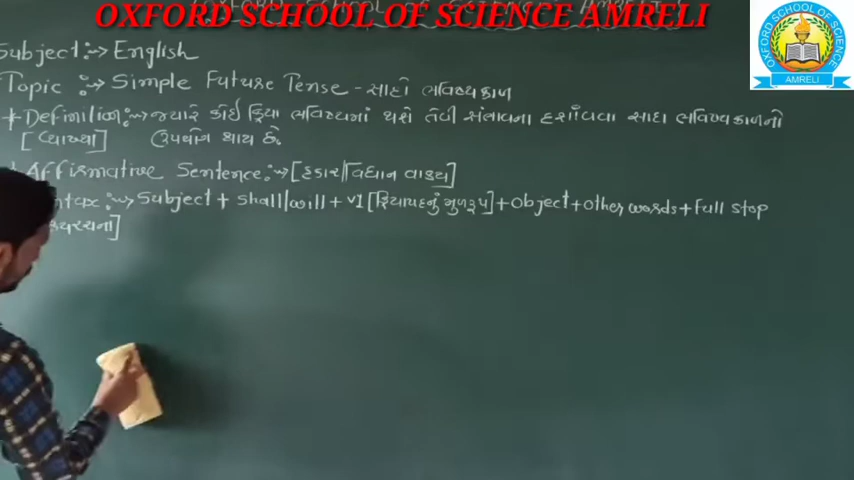 OXFORD SCHOOL OF SCIENCE AMRELI
OXFORD SCHOOL OF SCIENCE
AMRELI
Subject :→ English
Topic :→ Simple Future Tense - સાદો ભવિષ્યકાળ
* Definition :→ જ્યારે કોઈ ક્રિયા ભવિષ્યમાં થશે તેવી સંભાવના દર્શાવવા સાદા ભવિષ્યકાળનો
[વ્યાખ્યા] ઉપયોગ થાય છે.
Affirmative Sentence :→ [હકાર/વિધાન વાક્ય]
:→ Subject + shall/will + v1 [ક્રિયાપદનું મુળરૂપ] + object + other words + full stop